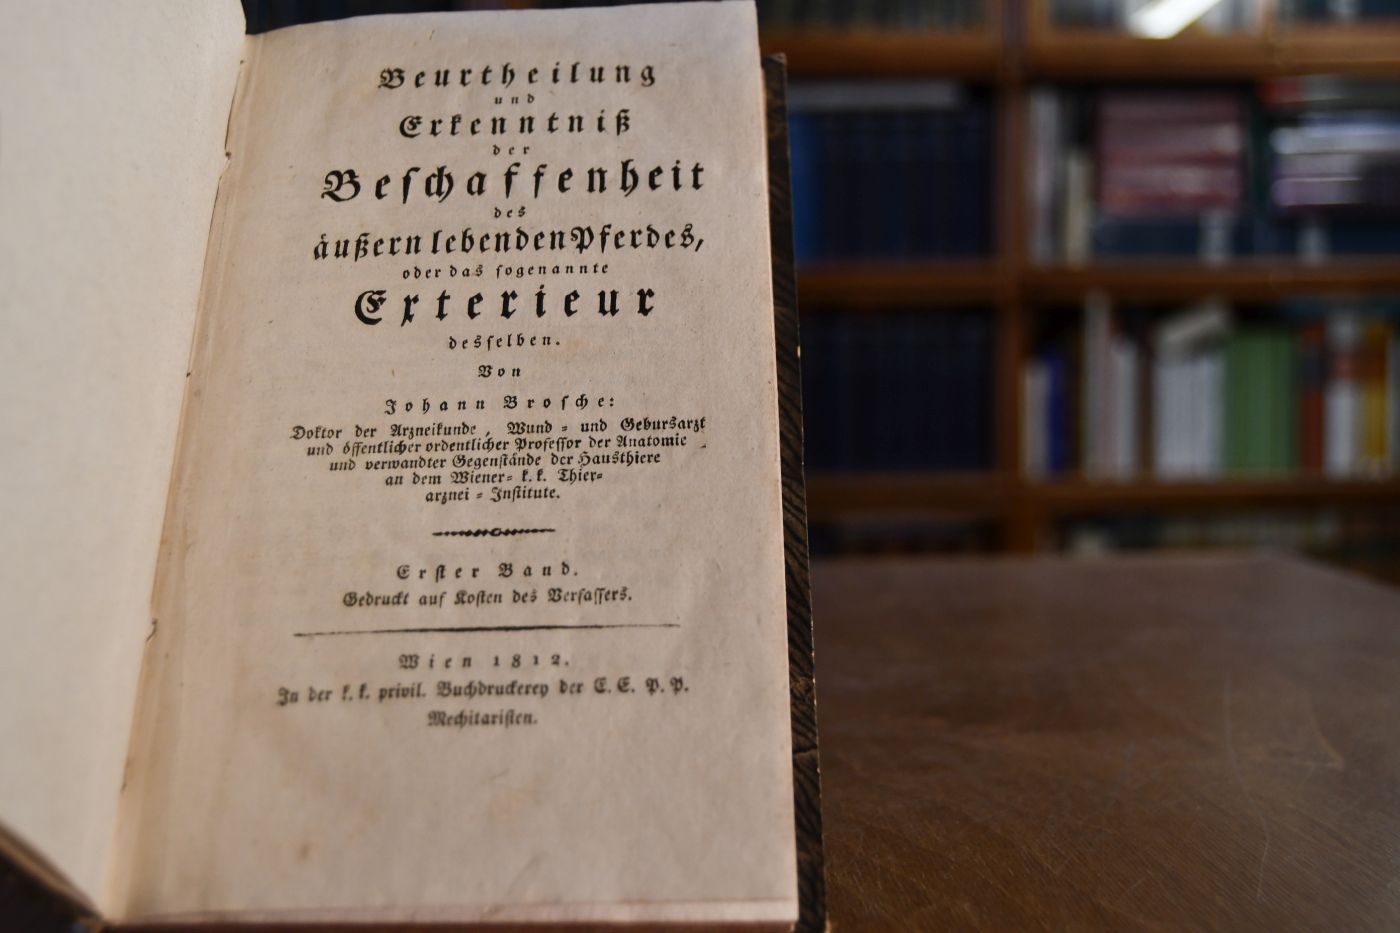 Beurtheilung
und
Erkenntniß
der
Beschaffenheit
des
äußern lebenden Pferdes,
oder das sogenannte
Exterieur
desselben.
Von
Johann Brosche:
Doktor der Arzneikunde, Wund- und Gebursarzt
und öffentlicher ordentlicher Professor der Anatomie
und verwandter Gegenstände der Hausthiere
an dem Wiener- k. k. Thier-
arznei-Institute.
Erster Band.
Gedruckt auf Kosten des Verfassers.
Wien 1812.
In der k. k. privil. Buchdruckerey der E. E. P. P.
Mechitaristen.